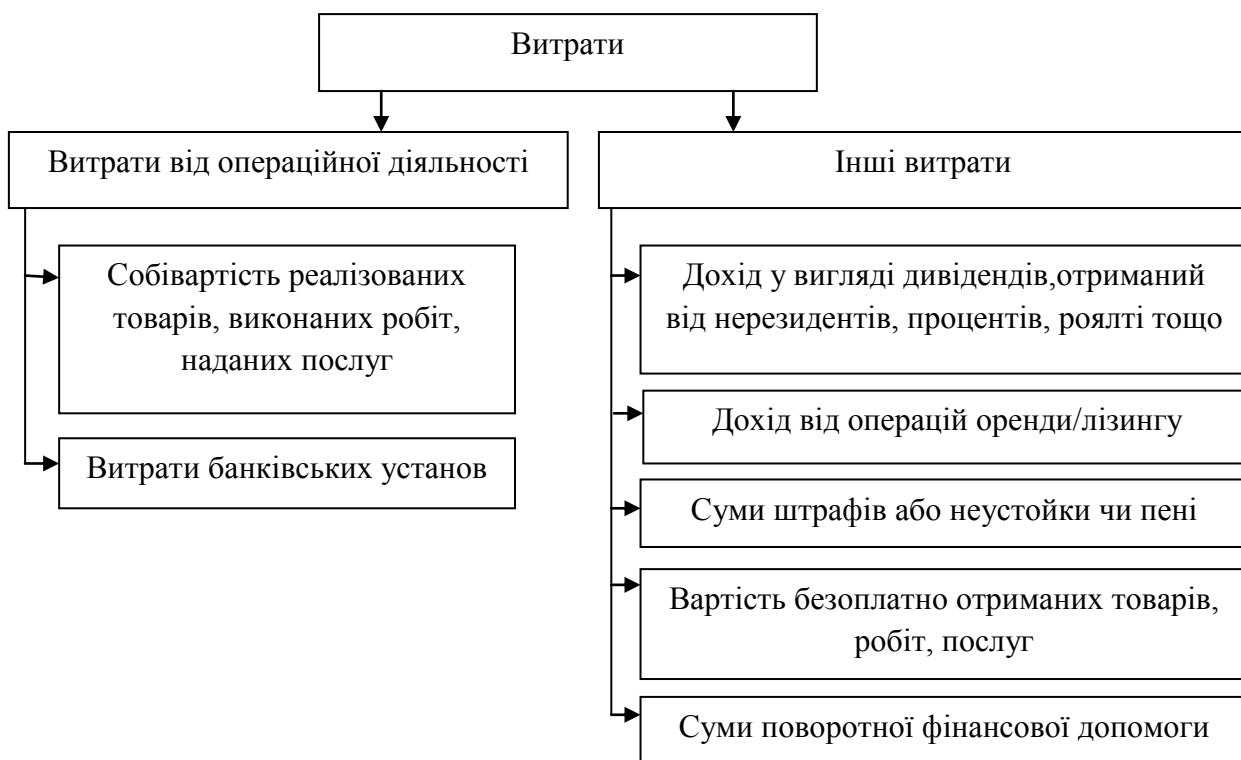 Витрати
Витрати від операційної діяльності
Собівартість реалізованих
товарів, виконаних робіт,
наданих послуг
Витрати банківських установ
Інші витрати
Дохід у вигляді дивідендів,отриманий
від нерезидентів, процентів, роялті тощо
Дохід від операцій оренди/лізингу
Суми штрафів або неустойки чи пені
Вартість безоплатно отриманих товарів,
робіт, послуг
Суми поворотної фінансової допомоги